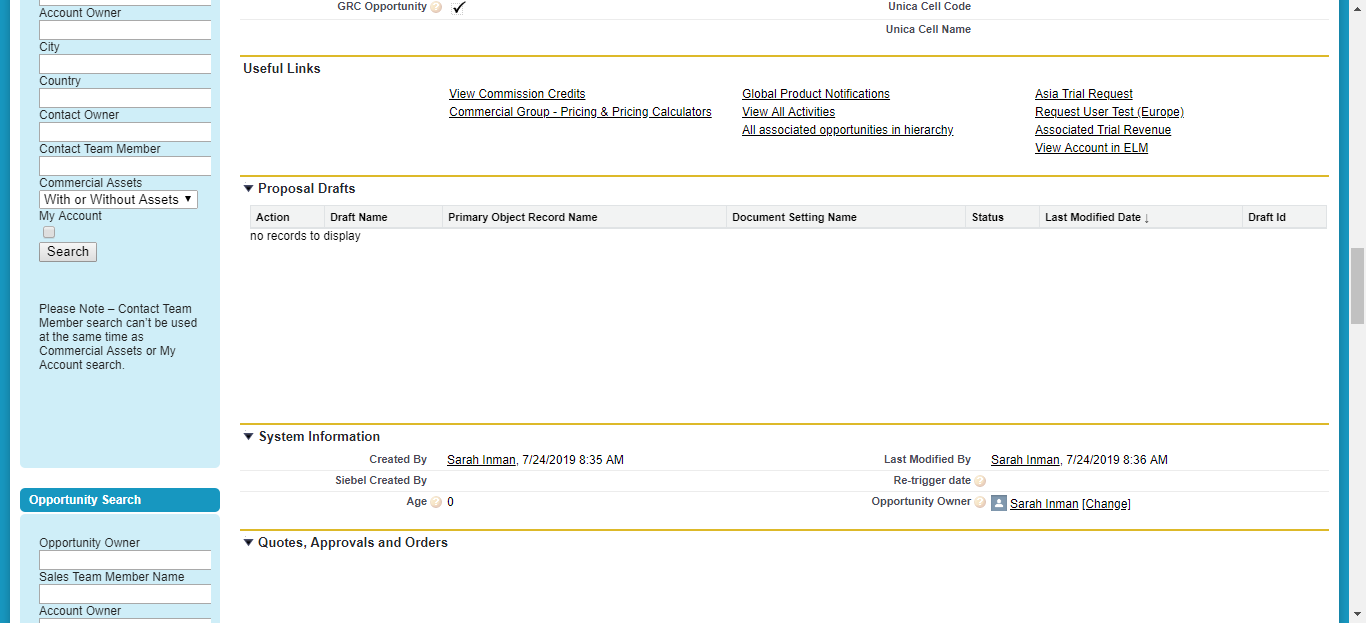 Account Owner
City
Country
Contact Owner
Contact Team Member
Commercial Assets
With or Without Assets
My Account
Search
Please Note – Contact Team
Member search can't be used
at the same time as
Commercial Assets or My
Account search.
Opportunity Search
Opportunity Owner
Sales Team Member Name
Account Owner
GRC Opportunity ? Unica Cell Code
Unica Cell Name
Useful Links
View Commission Credits Global Product Notifications Asia Trial Request
Commercial Group - Pricing & Pricing Calculators View All Activities Request User Test (Europe)
All associated opportunities in hierarchy Associated Trial Revenue
View Account in ELM
Proposal Drafts
Action Draft Name Primary Object Record Name Document Setting Name Status Last Modified Date ↓ Draft Id
no records to display
System Information
Created By Sarah Inman, 7/24/2019 8:35 AM Last Modified By Sarah Inman, 7/24/2019 8:36 AM
Siebel Created By Re-trigger date ?
Age ? 0 Opportunity Owner ? Sarah Inman [Change]
Quotes, Approvals and Orders